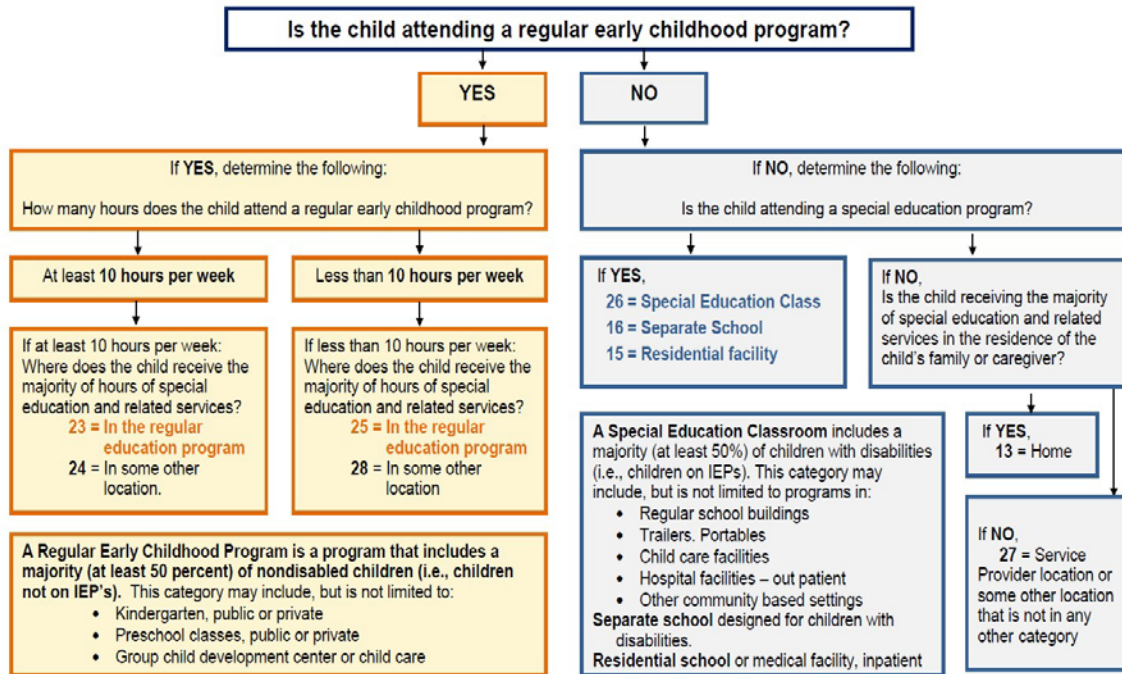 Is the child attending a regular early childhood program?
YES
NO
If YES, determine the following:
How many hours does the child attend a regular early childhood program?
If NO, determine the following:
Is the child attending a special education program?
At least 10 hours per week
Less than 10 hours per week
If at least 10 hours per week:
Where does the child receive the
majority of hours of special
education and related services?
23 = In the regular
education program
24 = In some other
location.
If less than 10 hours per week:
Where does the child receive the
majority of hours of special
education and related services?
25 = In the regular
education program
28 = In some other
location
A Regular Early Childhood Program is a program that includes a
majority (at least 50 percent) of nondisabled children (i.e., children
not on IEP's). This category may include, but is not limited to:
• Kindergarten, public or private
• Preschool classes, public or private
• Group child development center or child care
If YES,
26 = Special Education Class
16 = Separate School
15 = Residential facility
If NO,
Is the child receiving the majority
of special education and related
services in the residence of the
child's family or caregiver?
A Special Education Classroom includes a
majority (at least 50%) of children with disabilities
(i.e., children on IEPs). This category may
include, but is not limited to programs in:
• Regular school buildings
• Trailers. Portables
• Child care facilities
• Hospital facilities – out patient
• Other community based settings
Separate school designed for children with
disabilities.
Residential school or medical facility, inpatient
If YES,
13 = Home
If NO,
27 = Service
Provider location or
some other location
that is not in any
other category